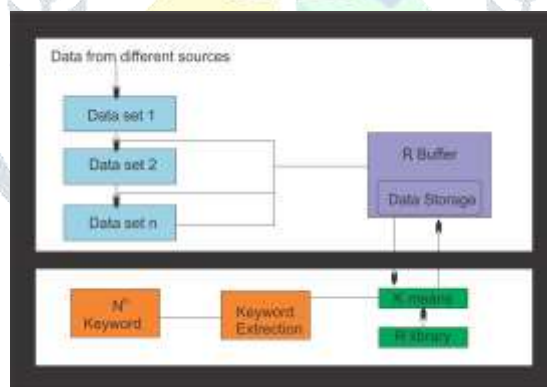 Data from different sources
Data set 1
Data set 2
Data set n
R Buffer
Data Storage
Keyword
Keyword
Extrection
K means
R library